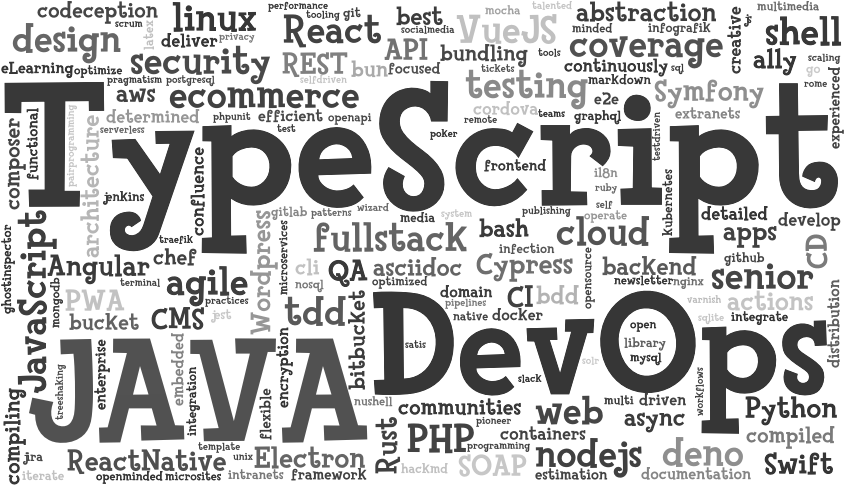 codeception
linux
performance
tooling git
best
mocha
talented
abstraction
multimedia
scrum
latex
deliver
privacy
React
socialmedia
VueJS
minded
infografik
creative
js
shell
design
security
API
bundling
tools
coverage
eLearning
optimize
REST
bun
focused
tickets
continuously
sql
ally
scaling
go
pragmatism
postgresql
selfdriven
testing
markdown
rome
aws
ecommerce
cordova
e2e
Symfony
experienced
determined
phpunit
efficient
openapi
remote
teams
graphql
extranets
serverless
test
poker
testdriven
composer
functional
pairprogramming
TypeScript
architecture
confluence
frontend
i18n
ruby
Kubernetes
jenkins
gitlab
patterns
wizard
media
system
publishing
self
operate
detailed
develop
traefik
fullstack
bash
cloud
apps
CD
ghostinspector
JavaScript
Angular
chef
Wordpress
microservices
infection
github
mongodb
terminal
agile
cli
nosql
QA
asciidoc
Cypress
opensource
backend
senior
PWA
practices
optimized
domain
CI
bdd
newsletter
nginx
varnish
actions
distribution
bucket
CMS
jest
tdd
bitbucket
pipelines
native
docker
sqlite
integrate
JAVA
DevOps
treeshaking
enterprise
embedded
integration
encryption
flexible
satis
slack
solr
open
library
mysql
workflows
compiling
nushell
communities
pioneer
web
multi
driven
async
Python
template
Rust
PHP
programming
containers
nodejs
deno
compiled
jra
iterate
ReactNative
unix
Electron
hackmd
SOAP
Swift
openminded
microsites
intranets
framework
estimation
documentation